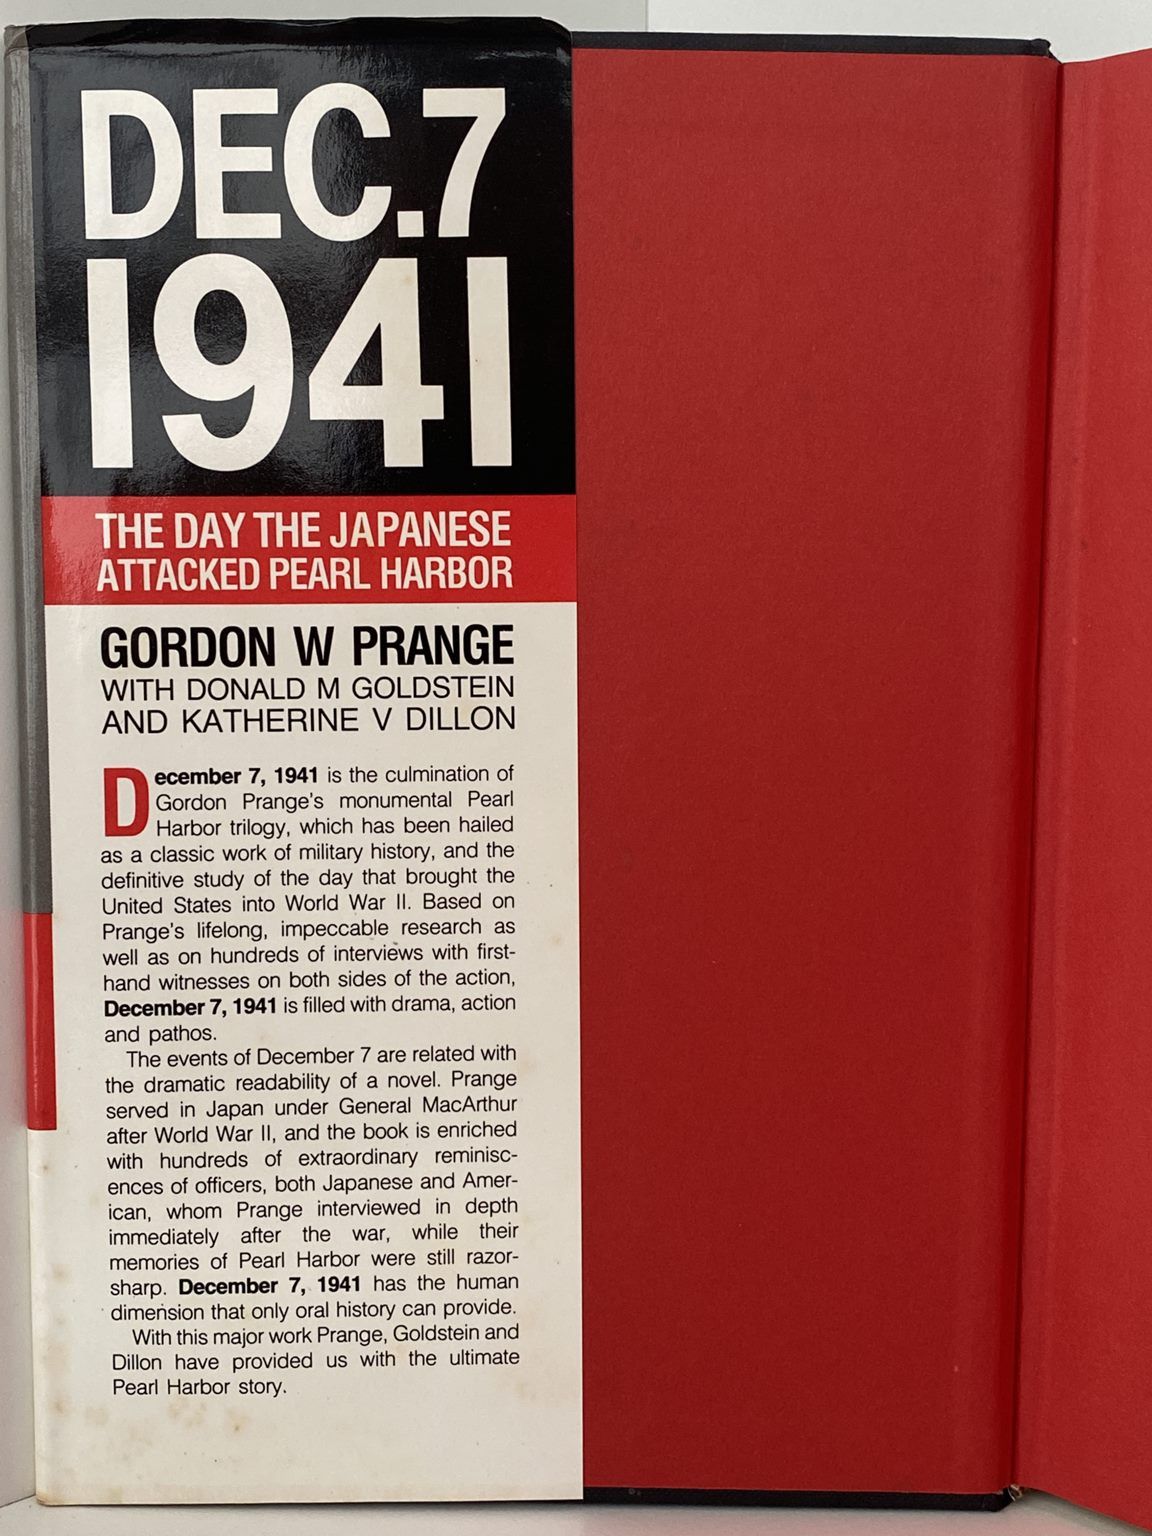 DEC.7
1941
THE DAY THE JAPANESE
ATTACKED PEARL HARBOR
GORDON W PRANGE
WITH DONALD M GOLDSTEIN
AND KATHERINE V DILLON
December 7, 1941 is the culmination of
Gordon Prange's monumental Pearl
Harbor trilogy, which has been hailed
as a classic work of military history, and the
definitive study of the day that brought the
United States into World War II. Based on
Prange's lifelong, impeccable research as
well as on hundreds of interviews with first-
hand witnesses on both sides of the action,
December 7, 1941 is filled with drama, action
and pathos.
The events of December 7 are related with
the dramatic readability of a novel. Prange
served in Japan under General MacArthur
after World War II, and the book is enriched
with hundreds of extraordinary reminisc-
ences of officers, both Japanese and Amer-
ican, whom Prange interviewed in depth
immediately after the war, while their
memories of Pearl Harbor were still razor-
sharp. December 7, 1941 has the human
dimension that only oral history can provide.
With this major work Prange, Goldstein and
Dillon have provided us with the ultimate
Pearl Harbor story.